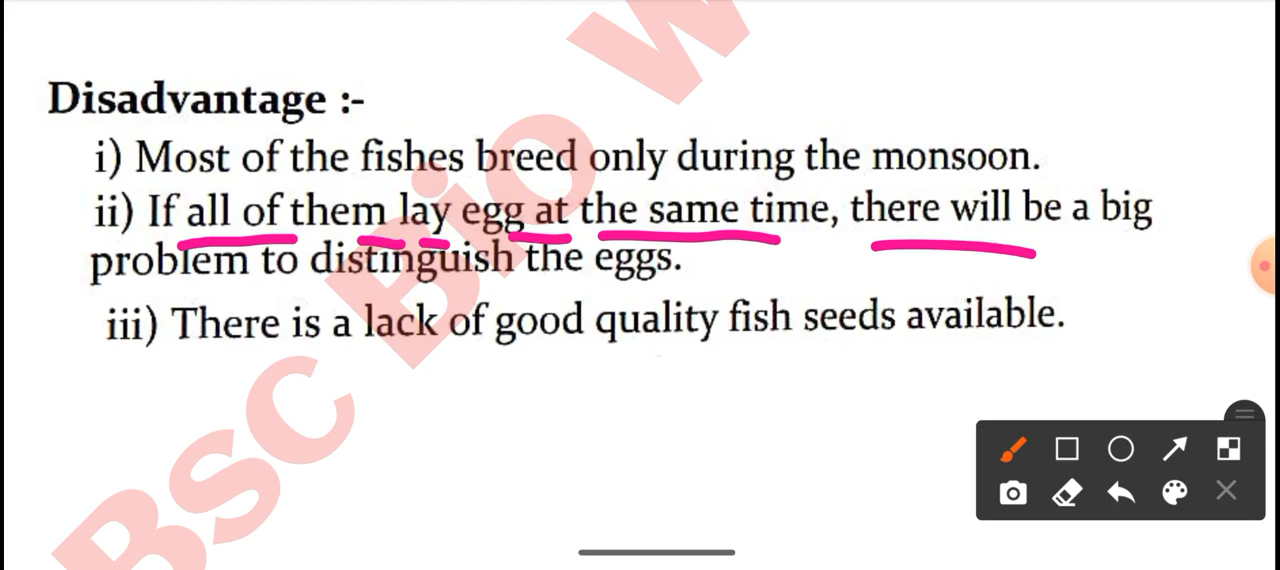 Disadvantage :-
i) Most of the fishes breed only during the monsoon.
ii) If all of them lay egg at the same time, there will be a big
problem to distinguish the eggs.
iii) There is a lack of good quality fish seeds available.
Bsc Bio W